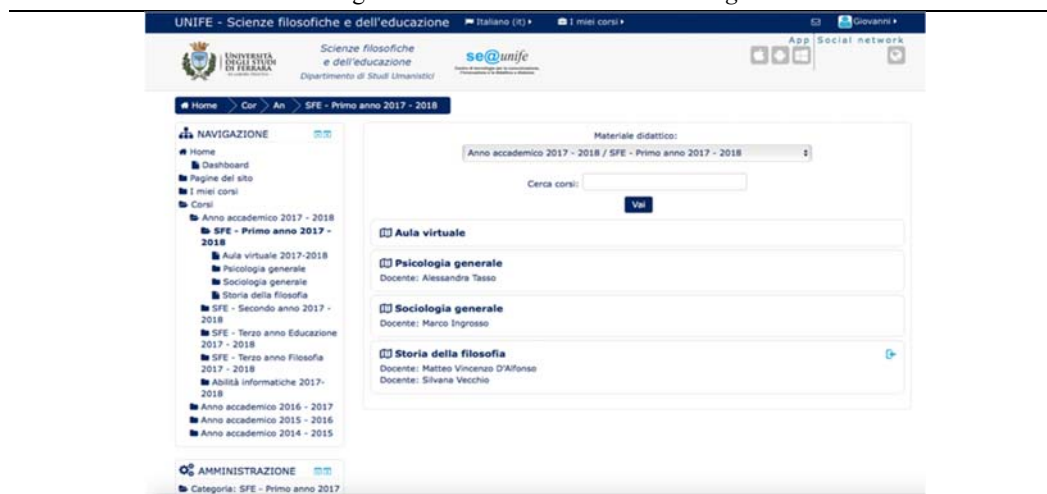 UNIFE - Scienze filosofiche e dell'educazione Italiano (it) I miei corsi Giovanni
App Social network
UNIVERSITÀ
DEGLI STUDI
DI FERRARA
Scienze filosofiche
e dell'educazione
Dipartimento di Studi Umanistici
se@unife
Home Cor An SFE - Primo anno 2017 - 2018
NAVIGAZIONE
Home
Dashboard
Pagine del sito
I miei corsi
Corsi
Anno accademico 2017 - 2018
SFE - Primo anno 2017 -
2018
Aula virtuale 2017-2018
Psicologia generale
Sociologia generale
Storia della filosofia
SFE - Secondo anno 2017 -
2018
SFE - Terzo anno Educazione
2017 - 2018
SFE - Terzo anno Filosofia
2017 - 2018
Abilità informatiche 2017-
2018
Anno accademico 2016 - 2017
Anno accademico 2015 - 2016
Anno accademico 2014 - 2015
AMMINISTRAZIONE
Categoria: SFE - Primo anno 2017
Materiale didattico:
Anno accademico 2017 - 2018 / SFE - Primo anno 2017 - 2018
Cerca corsi:
Vai
Aula virtuale
Psicologia generale
Docente: Alessandra Tasso
Sociologia generale
Docente: Marco Ingrosso
Storia della filosofia
Docente: Matteo Vincenzo D'Alfonso
Docente: Silvana Vecchio